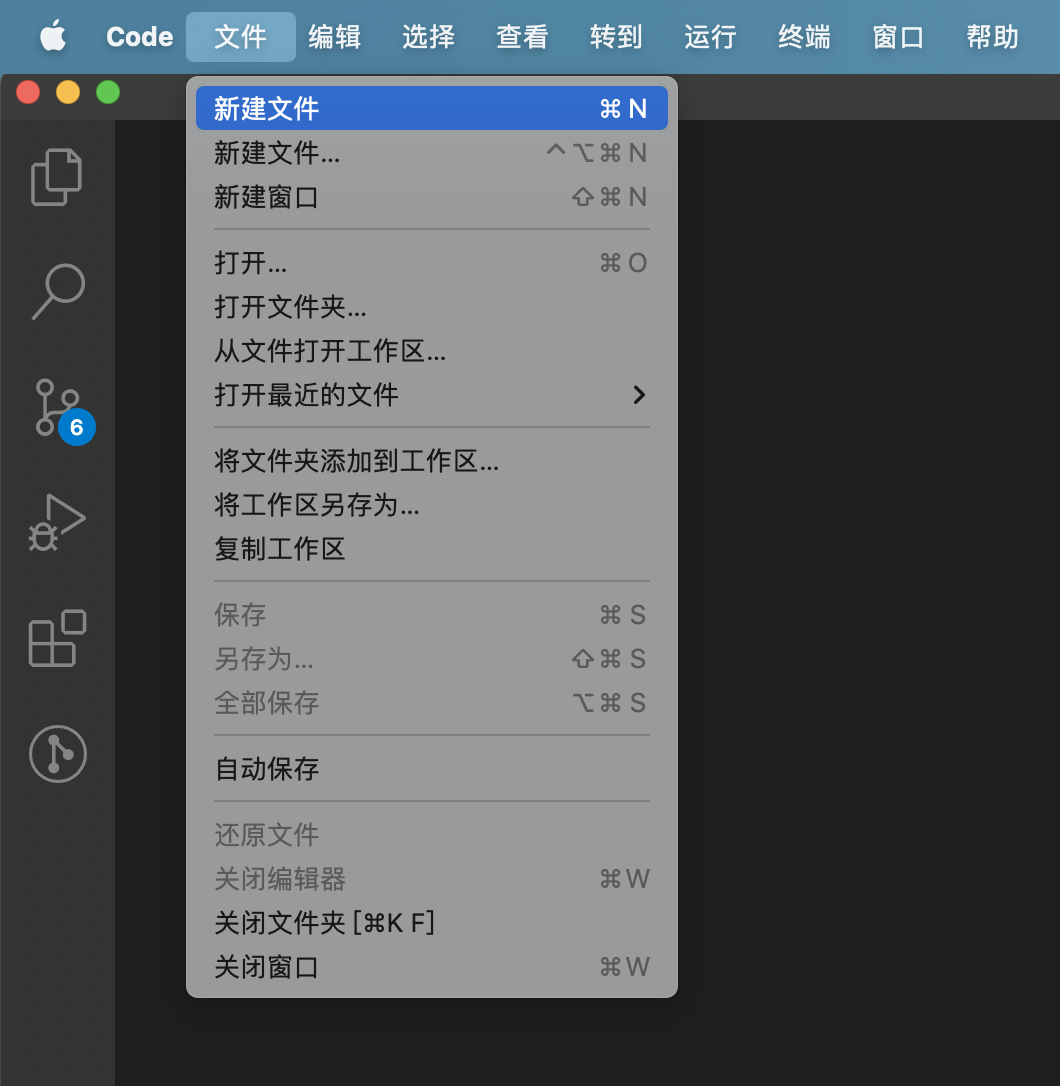 Code 文件 编辑 选择 查看 转到 运行 终端 窗口 帮助
新建文件 ⌘ N
新建文件... ^⌥⌘ N
新建窗口 ⇧⌘ N
打开... ⌘ O
打开文件夹...
从文件打开工作区...
打开最近的文件
将文件夹添加到工作区...
将工作区另存为...
复制工作区
保存 ⌘ S
另存为... ⇧⌘ S
全部保存 ⌥⌘ S
自动保存
还原文件
关闭编辑器 ⌘ W
关闭文件夹 [⌘K F]
关闭窗口 ⌘ W
6